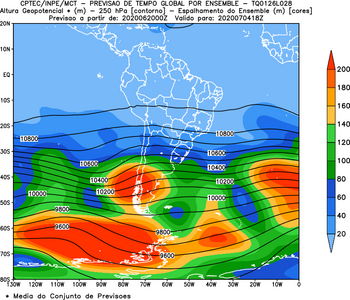 CPTEC/INPE/MCT - PREVISAO DE TEMPO GLOBAL POR ENSEMBLE - TQ0126L028
Altura Geopotencial * (m) - 250 hPa [contorno] - Espalhamento do Ensemble (m) [cores]
Previsao a partir de: 2020062000Z Valido para: 2020070418Z
20N
10N
EQ
10S
20S
30S
40S
50S
60S
70S
80S
130W 120W 110W 100W 90W 80W 70W 60W 50W 40W 30W 20W 10W 0
10800
10800
10600
10600
10400
10400
10200
10200
10000
10000
9800
9800
9600
9600
200
180
160
140
120
100
80
60
40
20
* Media do Conjunto de Previsoes